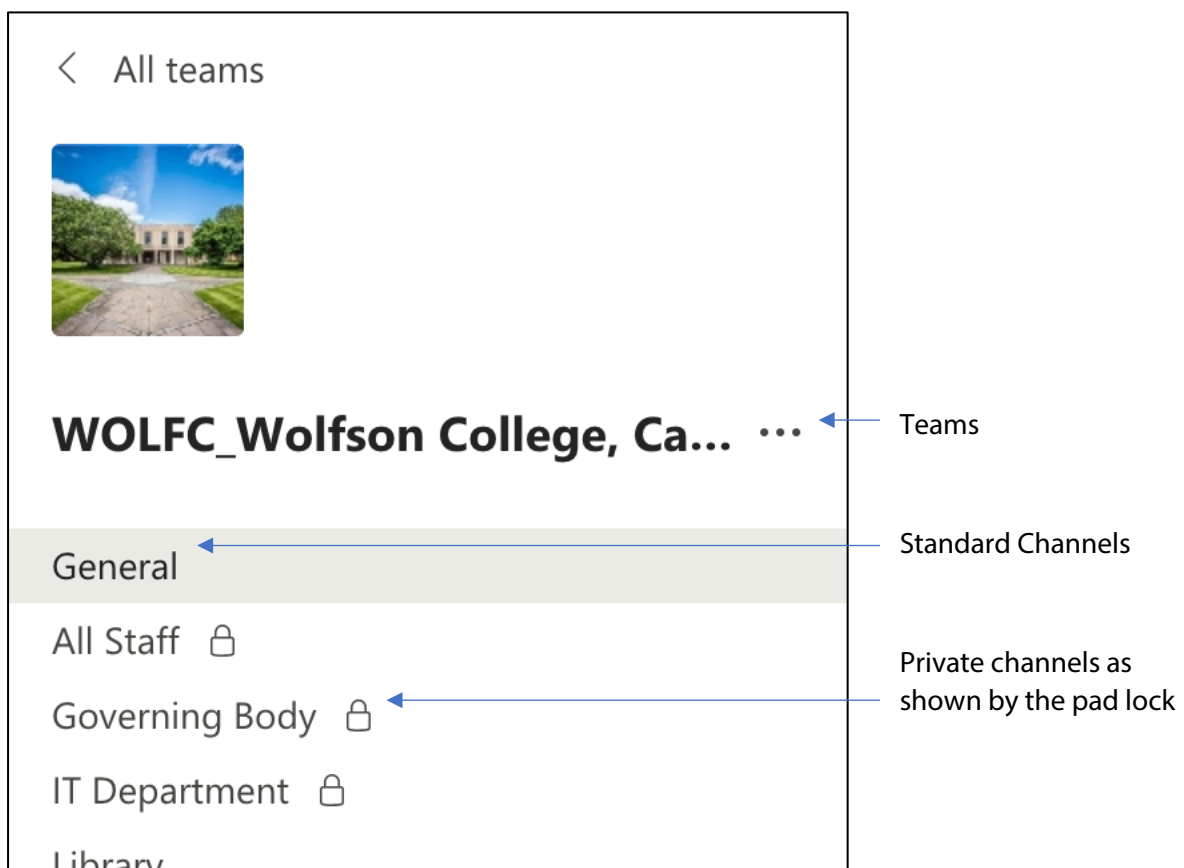 All teams
WOLFC_Wolfson College, Ca... ...
Teams
General
Standard Channels
All Staff
Governing Body
Private channels as
shown by the pad lock
IT Department
Library